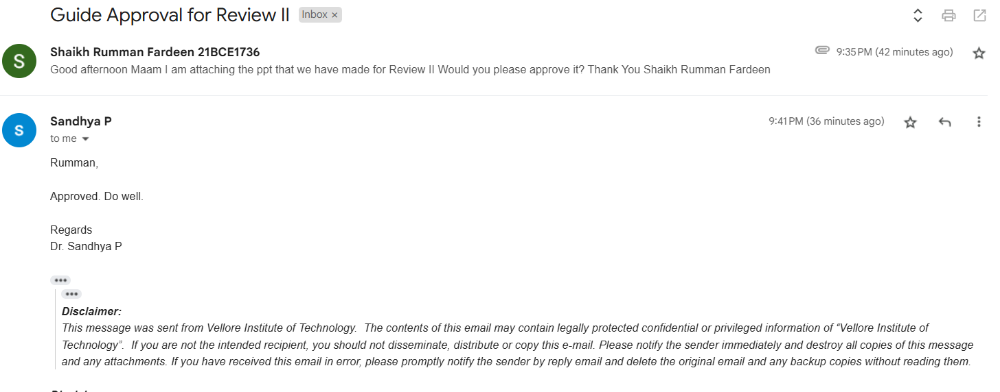 Guide Approval for Review II Inbox ×
Shaikh Rumman Fardeen 21BCE1736 9:35 PM (42 minutes ago)
S
Good afternoon Maam I am attaching the ppt that we have made for Review II Would you please approve it? Thank You Shaikh Rumman Fardeen
Sandhya P 9:41 PM (36 minutes ago)
S
to me
Rumman,
Approved. Do well.
Regards
Dr. Sandhya P
Disclaimer:
This message was sent from Vellore Institute of Technology.  The contents of this email may contain legally protected confidential or privileged information of “Vellore Institute of
Technology”.  If you are not the intended recipient, you should not disseminate, distribute or copy this e-mail. Please notify the sender immediately and destroy all copies of this message
and any attachments. If you have received this email in error, please promptly notify the sender by reply email and delete the original email and any backup copies without reading them.